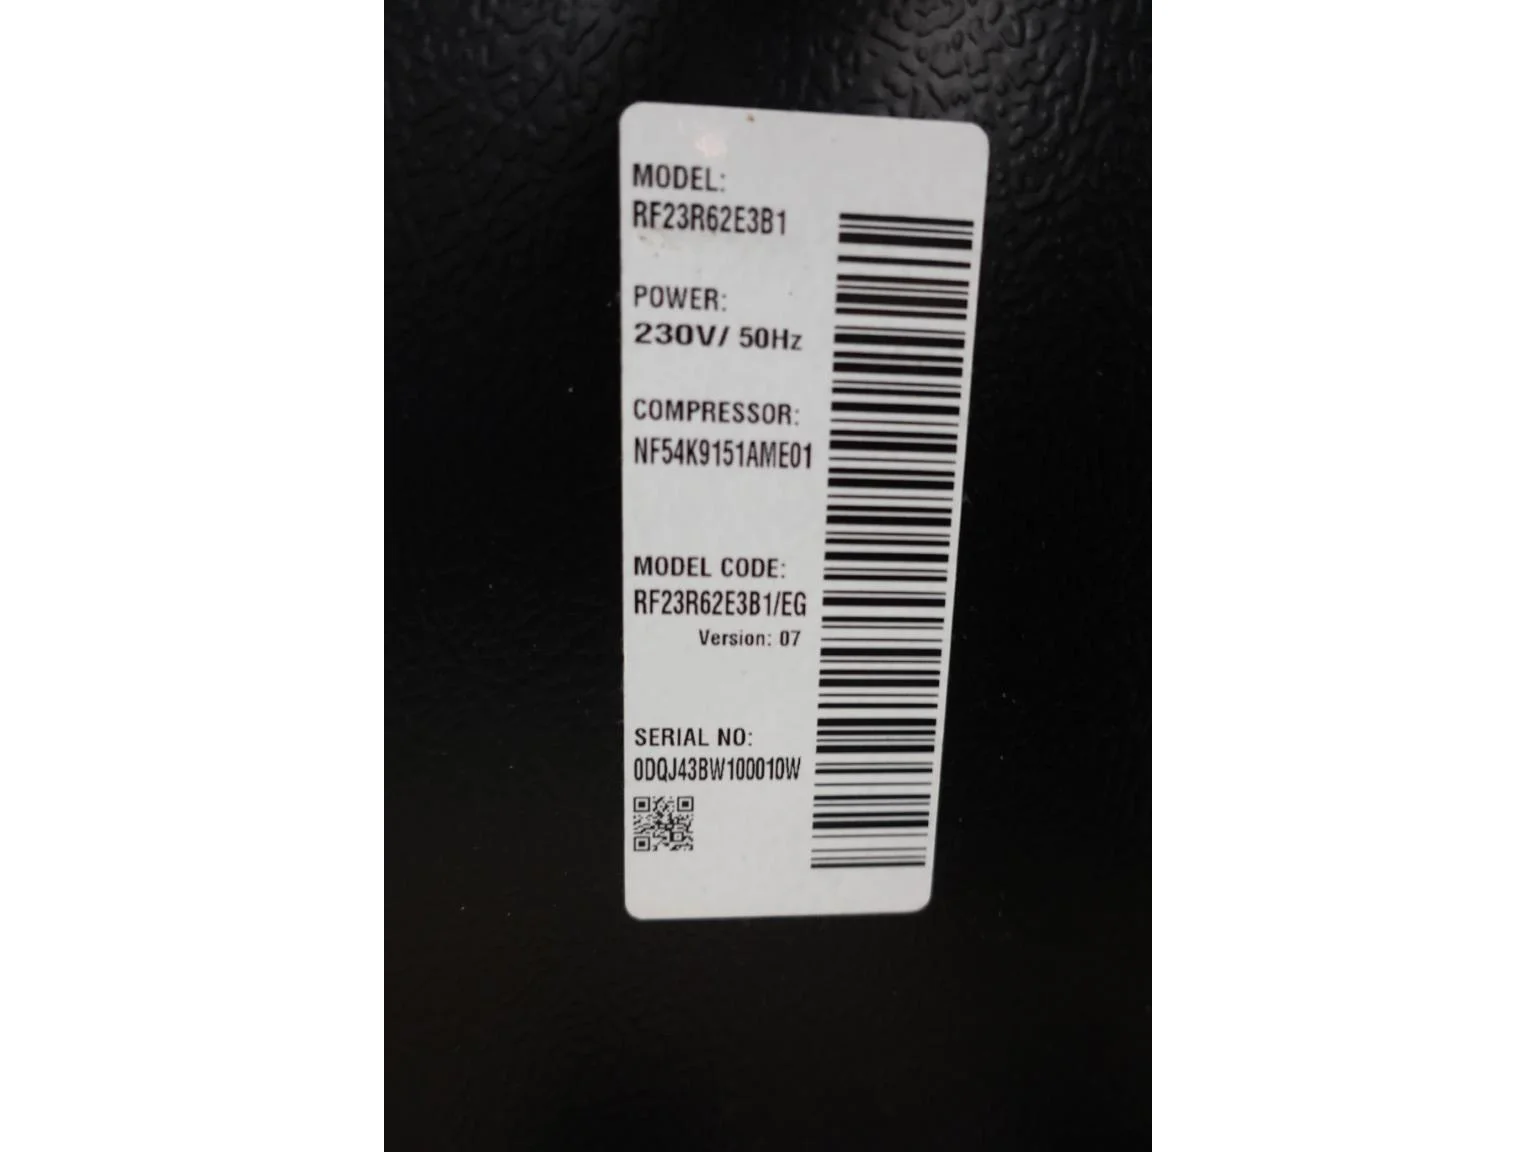 MODEL:
RF23R62E3B1
POWER:
230V/ 50Hz
COMPRESSOR:
NF54K9151AME01
MODEL CODE:
RF23R62E3B1/EG
Version: 07
SERIAL NO:
0DQJ43BW100010W